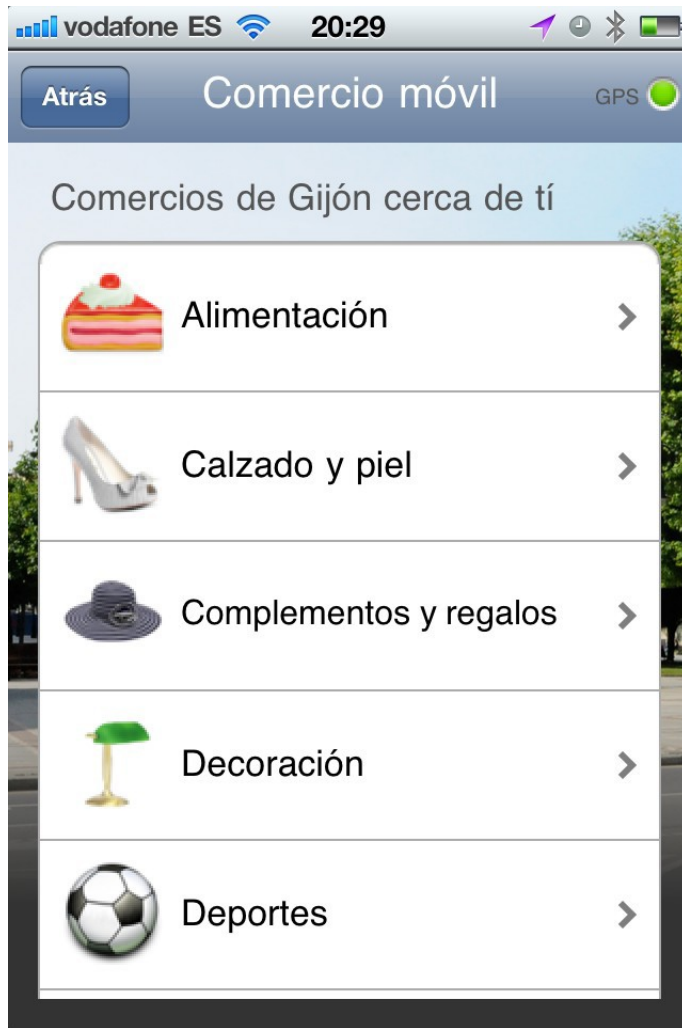 vodafone ES 20:29
Atrás Comercio móvil GPS
Comercios de Gijón cerca de tí
Alimentación
Calzado y piel
Complementos y regalos
Decoración
Deportes